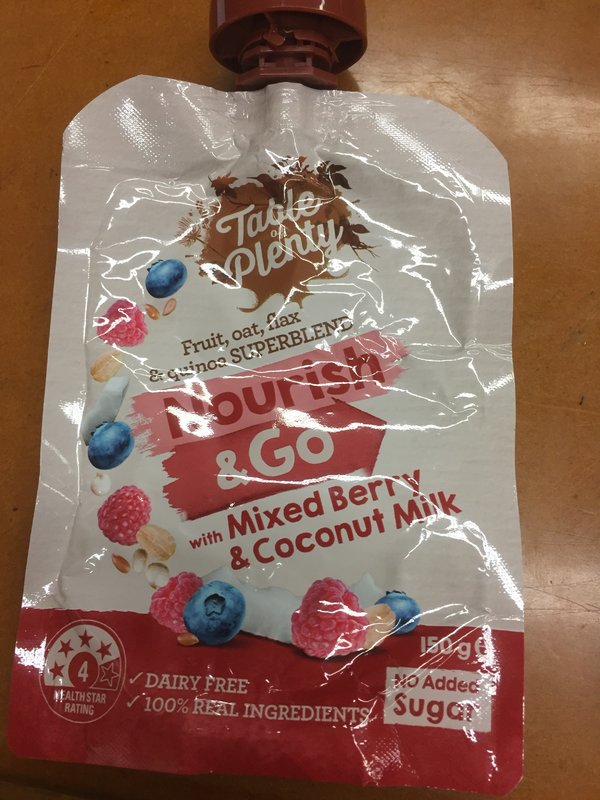 Table
of
Plenty
Fruit, oat, flax
& quinoa SUPERBLEND
Nourish
& Go
with Mixed Berry
& Coconut Milk
150g e
4
HEALTH STAR
RATING
✓ DAIRY FREE
✓ 100% REAL INGREDIENTS
No Added
Sugar